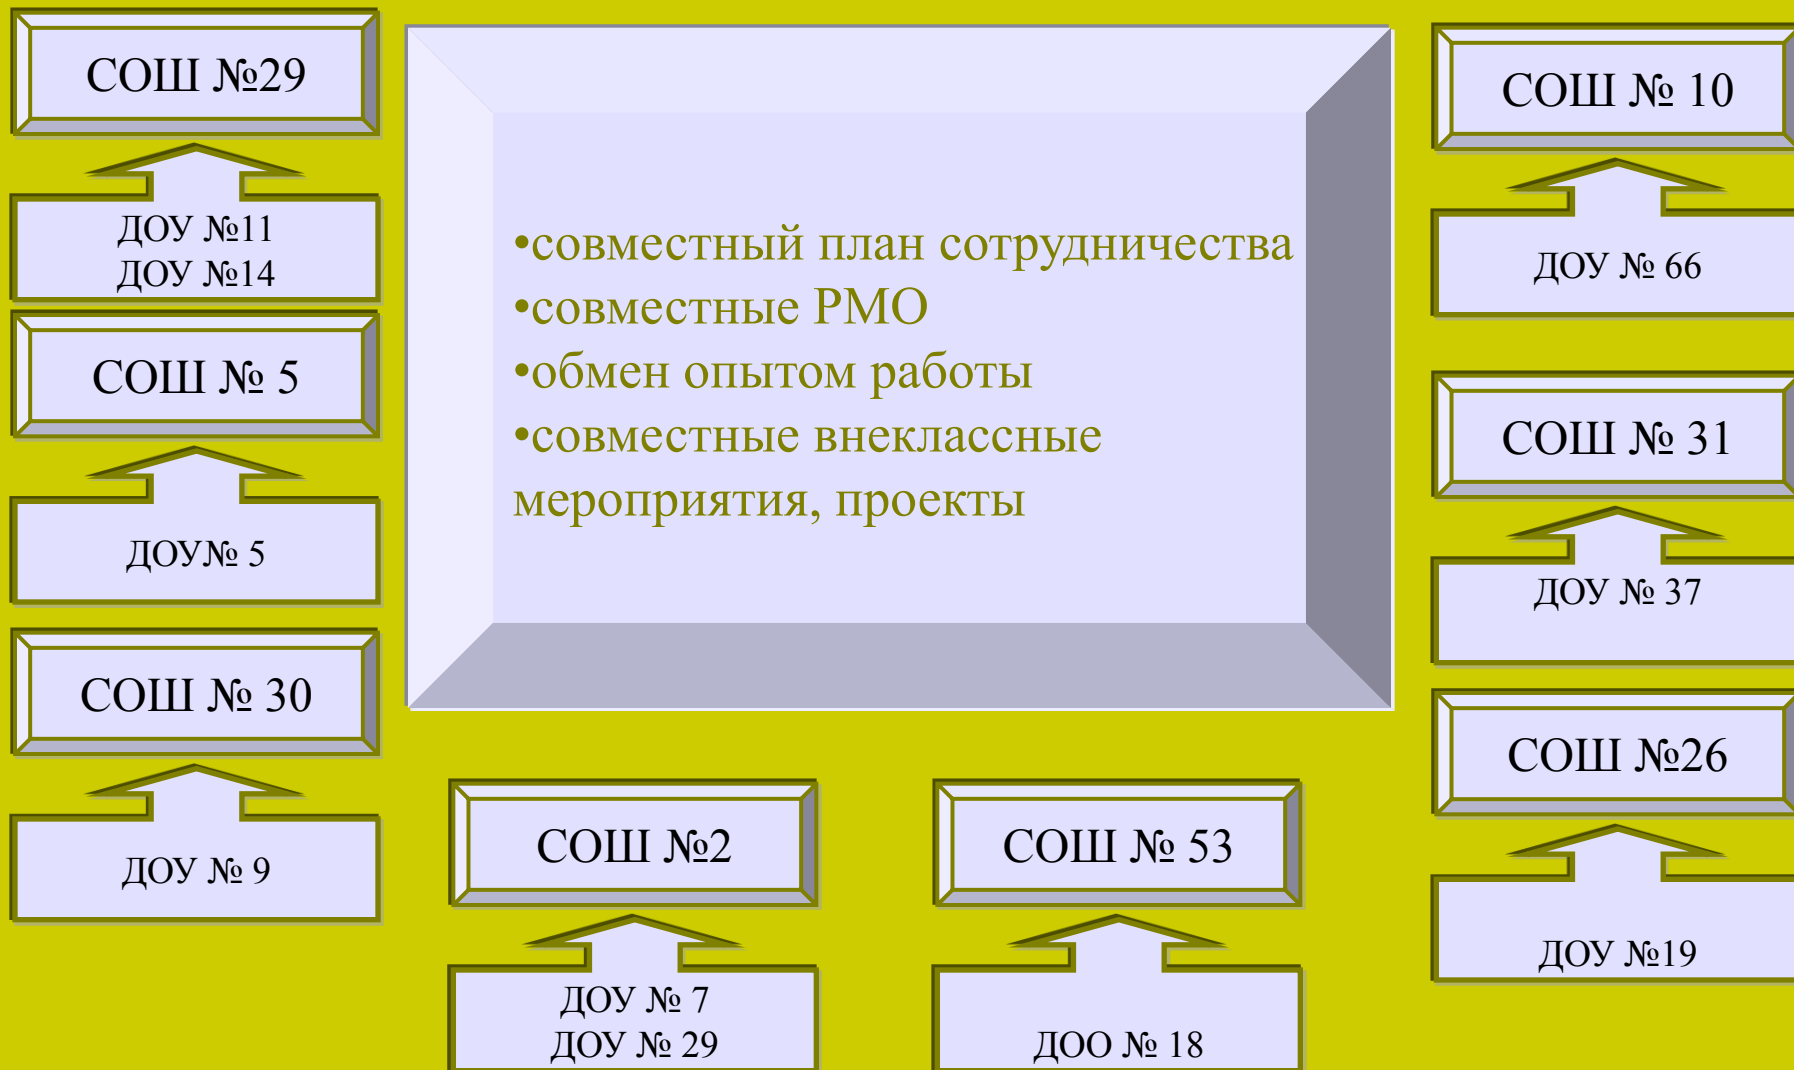 СОШ №29
ДОУ №11
ДОУ №14
СОШ № 5
ДОУ№ 5
СОШ № 30
ДОУ № 9
•совместный план сотрудничества
•совместные РМО
•обмен опытом работы
•совместные внеклассные
мероприятия, проекты
СОШ №2
ДОУ № 7
ДОУ № 29
СОШ № 53
ДОО № 18
СОШ № 10
ДОУ № 66
СОШ № 31
ДОУ № 37
СОШ №26
ДОУ №19